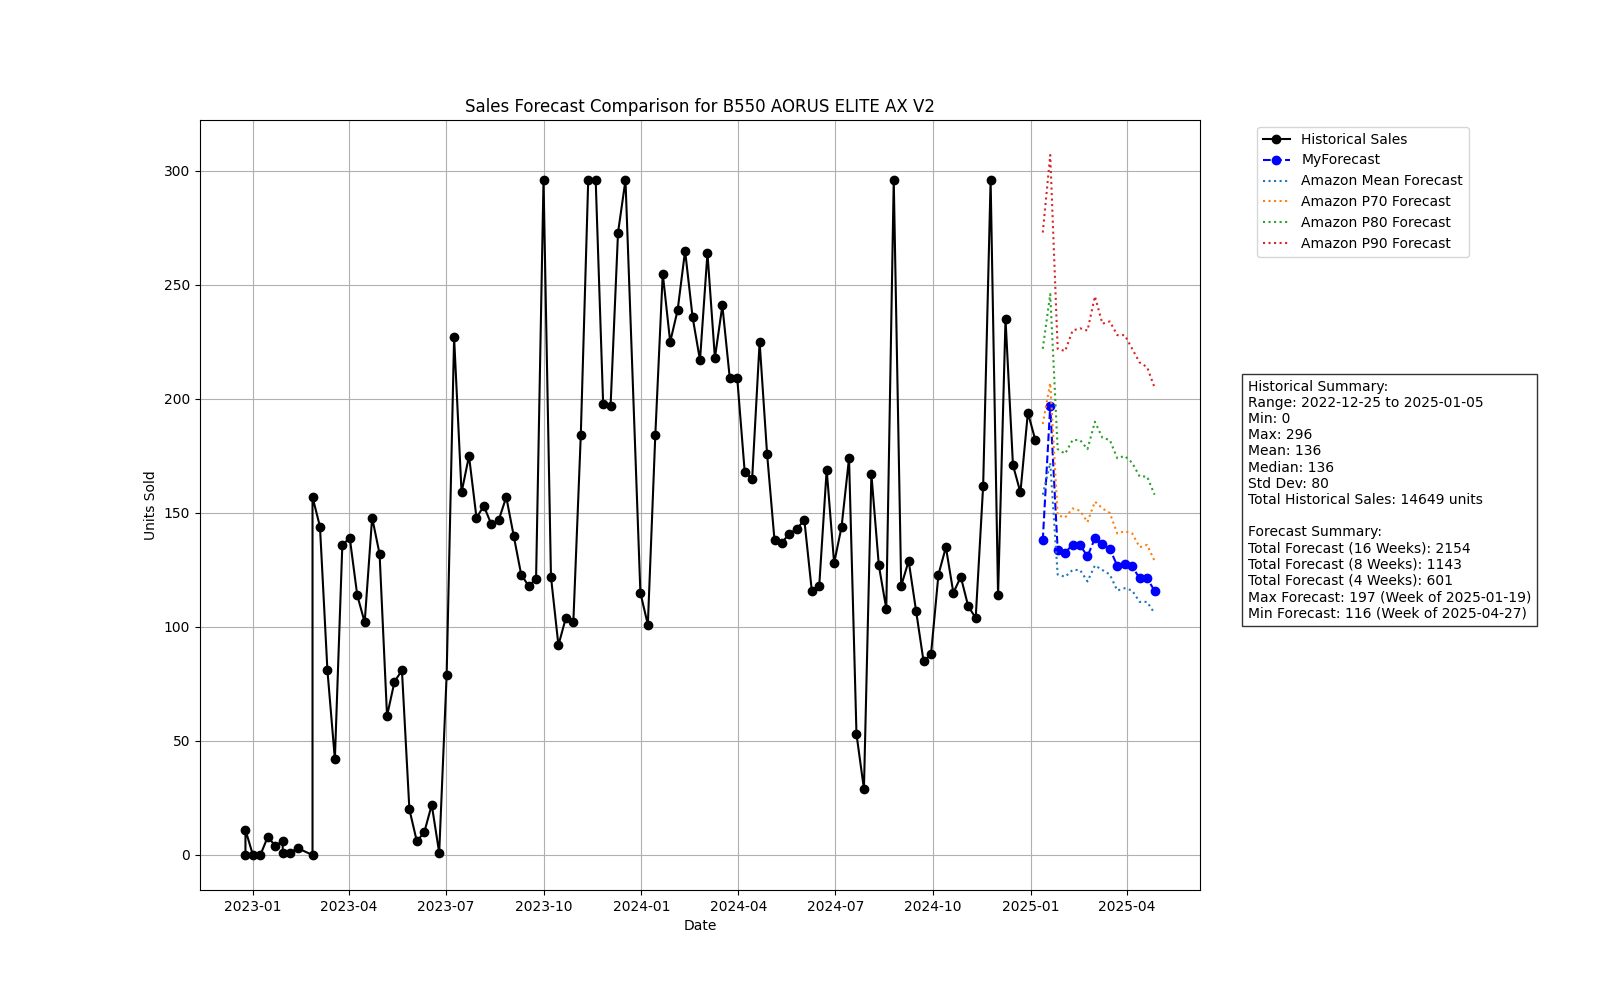 Sales Forecast Comparison for B550 AORUS ELITE AX V2
Historical Sales
MyForecast
Amazon Mean Forecast
Amazon P70 Forecast
Amazon P80 Forecast
Amazon P90 Forecast
300
250
200
150
100
50
0
Units Sold
2023-01
2023-04
2023-07
2023-10
2024-01
2024-04
2024-07
2024-10
2025-01
2025-04
Date
Historical Summary:
Range: 2022-12-25 to 2025-01-05
Min: 0
Max: 296
Mean: 136
Median: 136
Std Dev: 80
Total Historical Sales: 14649 units
Forecast Summary:
Total Forecast (16 Weeks): 2154
Total Forecast (8 Weeks): 1143
Total Forecast (4 Weeks): 601
Max Forecast: 197 (Week of 2025-01-19)
Min Forecast: 116 (Week of 2025-04-27)